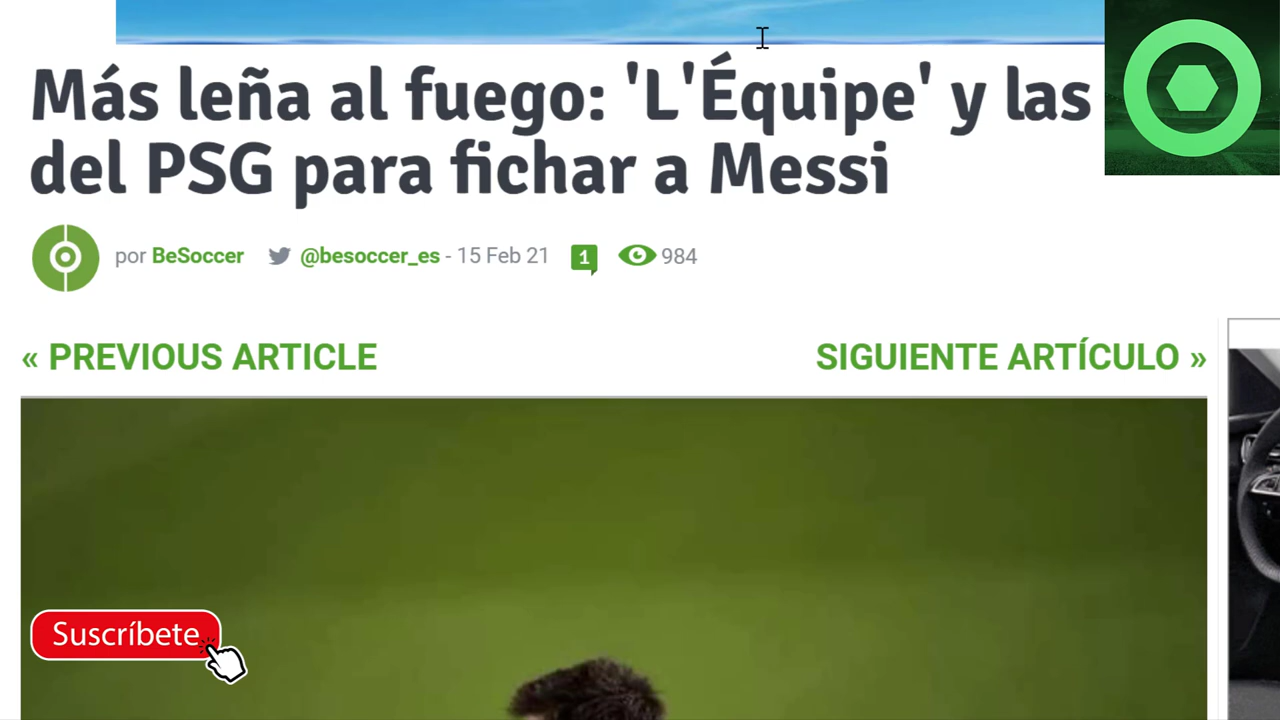 Más leña al fuego: 'L'Équipe' y las
del PSG para fichar a Messi
por BeSoccer @besoccer_es - 15 Feb 21 1 984
« PREVIOUS ARTICLE SIGUIENTE ARTÍCULO »
Suscríbete